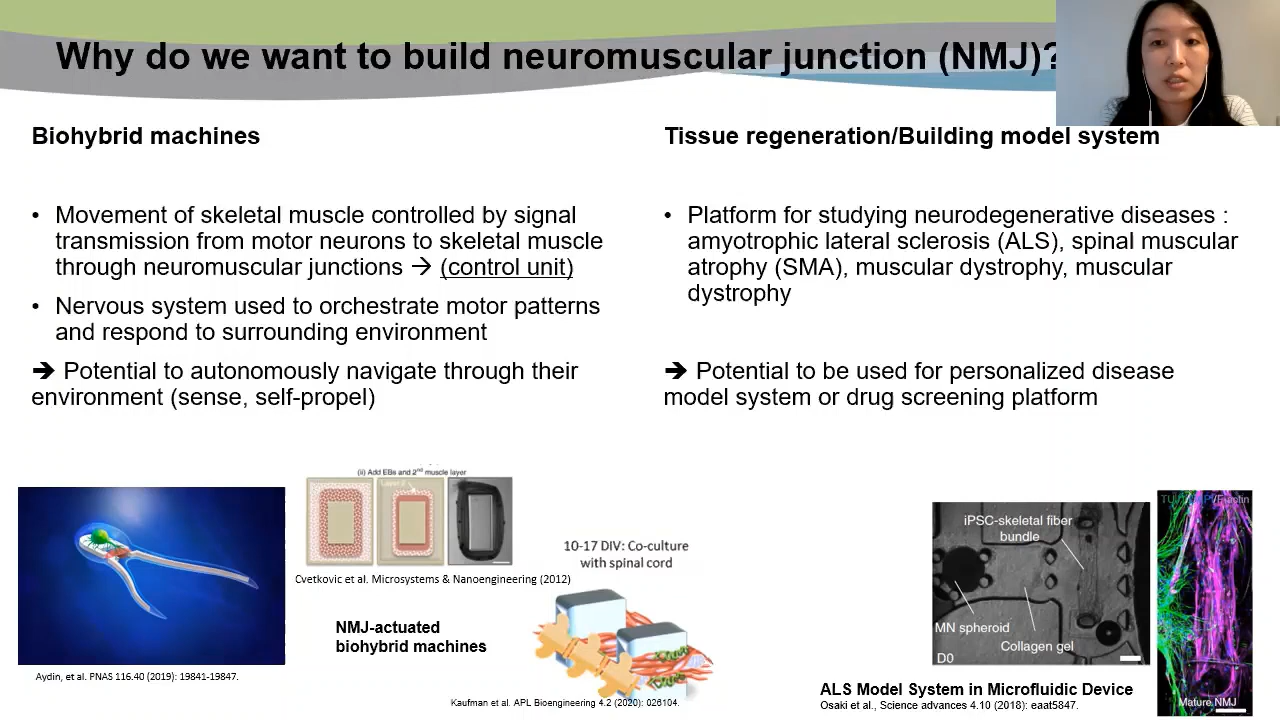 Why do we want to build neuromuscular junction (NMJ)?
Biohybrid machines
• Movement of skeletal muscle controlled by signal
transmission from motor neurons to skeletal muscle
through neuromuscular junctions → (control unit)
• Nervous system used to orchestrate motor patterns
and respond to surrounding environment
➔ Potential to autonomously navigate through their
environment (sense, self-propel)
Tissue regeneration/Building model system
• Platform for studying neurodegenerative diseases :
amyotrophic lateral sclerosis (ALS), spinal muscular
atrophy (SMA), muscular dystrophy, muscular
dystrophy
➔ Potential to be used for personalized disease
model system or drug screening platform
Aydin, et al. PNAS 116.40 (2019): 19841-19847.
(ii) Add EBs and 2nd muscle layer
Cvetkovic et al. Microsystems & Nanoengineering (2012)
NMJ-actuated
biohybrid machines
10-17 DIV: Co-culture
with spinal cord
Kaufman et al. APL Bioengineering 4.2 (2020): 026104.
iPSC-skeletal fiber
bundle
MN spheroid
Collagen gel
D0
ALS Model System in Microfluidic Device
Osaki et al., Science advances 4.10 (2018): eaat5847.
Mature NMJ